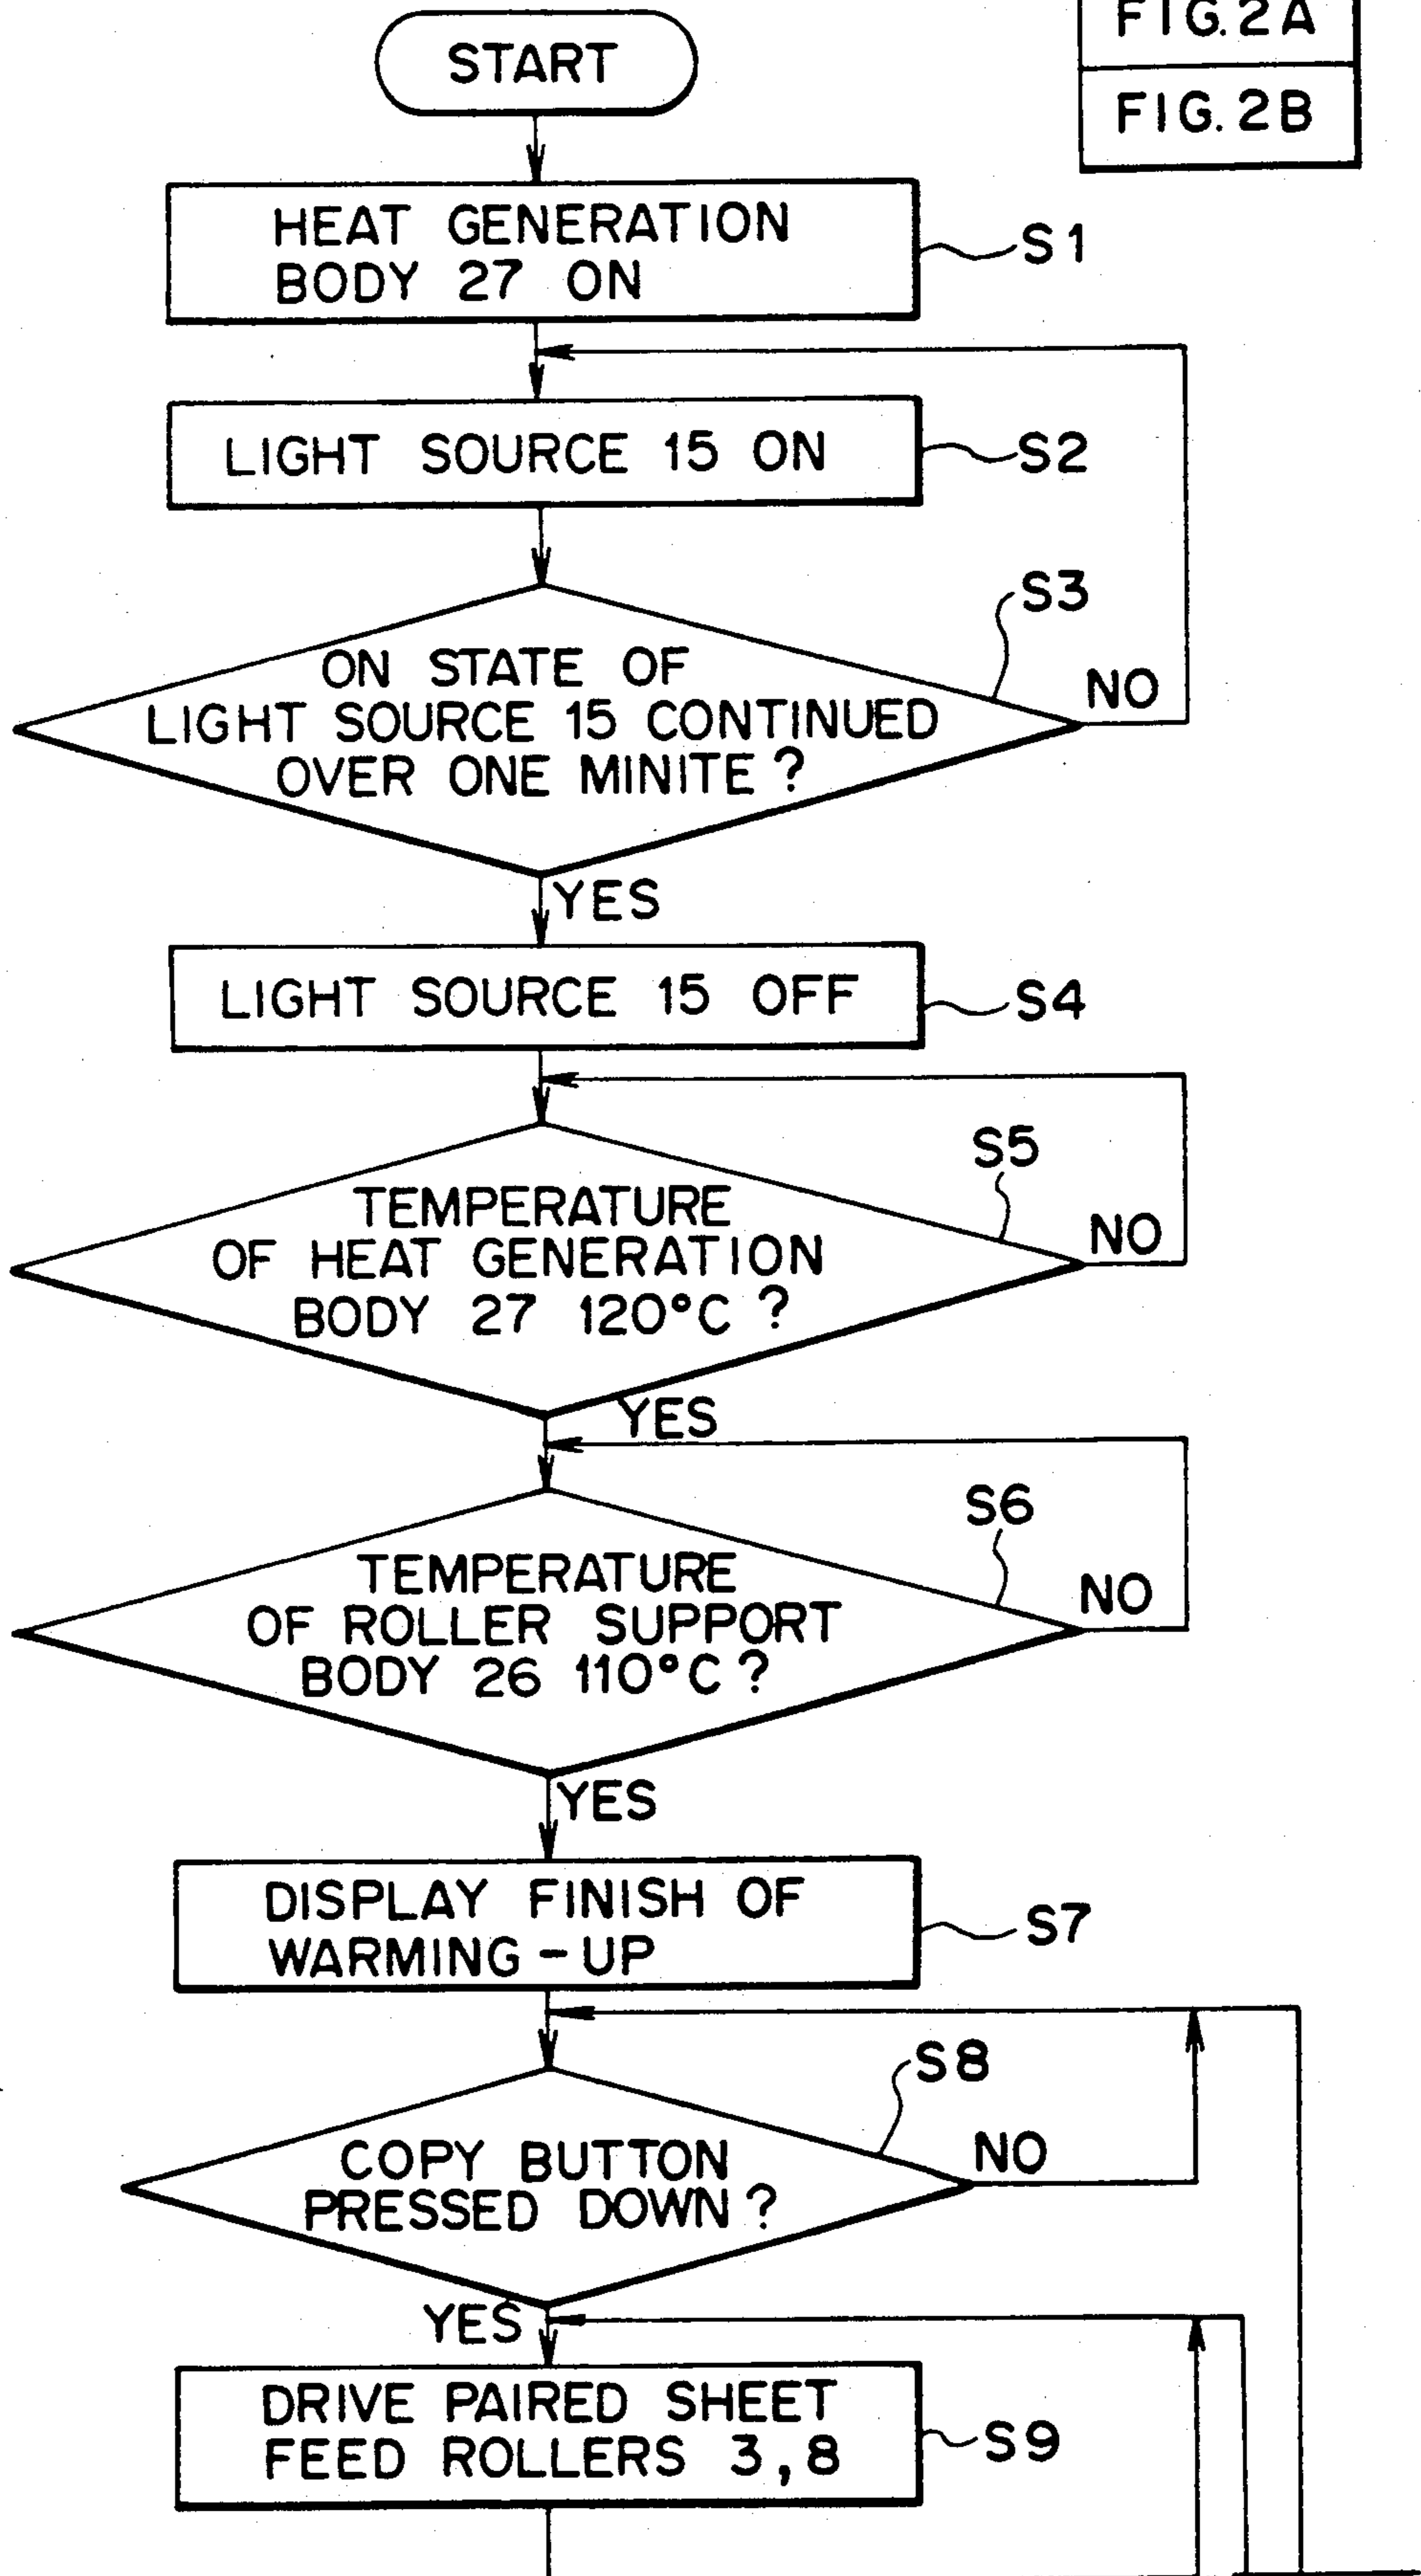 FIG. 2A
FIG. 2B
START
HEAT GENERATION
BODY 27 ON
S1
LIGHT SOURCE 15 ON
S2
S3
ON STATE OF
LIGHT SOURCE 15 CONTINUED
OVER ONE MINITE ?
NO
YES
LIGHT SOURCE 15 OFF
S4
S5
TEMPERATURE
OF HEAT GENERATION
BODY 27 120°C ?
NO
YES
S6
TEMPERATURE
OF ROLLER SUPPORT
BODY 26 110°C ?
NO
YES
DISPLAY FINISH OF
WARMING-UP
S7
S8
COPY BUTTON
PRESSED DOWN ?
NO
YES
DRIVE PAIRED SHEET
FEED ROLLERS 3,8
S9